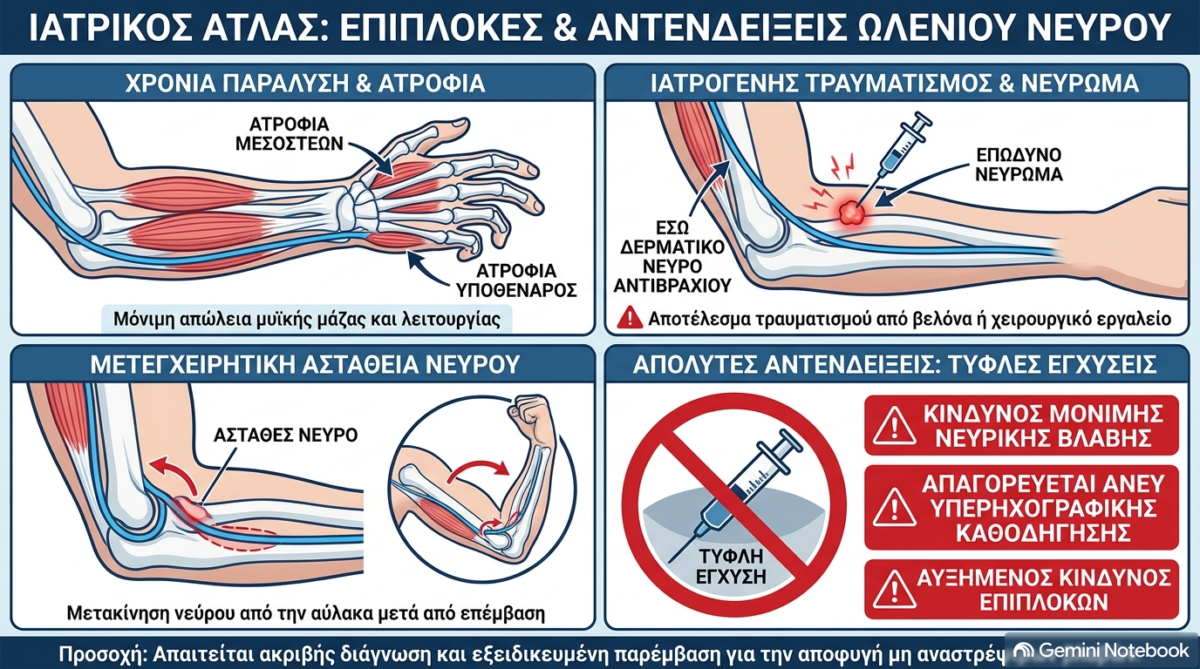 ΙΑΤΡΙΚΟΣ ΑΤΛΑΣ: ΕΠΙΠΛΟΚΕΣ & ΑΝΤΕΝΔΕΙΞΕΙΣ ΩΛΕΝΙΟΥ ΝΕΥΡΟΥ
ΧΡΟΝΙΑ ΠΑΡΑΛΥΣΗ & ΑΤΡΟΦΙΑ
ΑΤΡΟΦΙΑ
ΜΕΣΟΣΤΕΩΝ
ΑΤΡΟΦΙΑ
ΥΠΟΘΕΝΑΡΟΣ
Μόνιμη απώλεια μυϊκής μάζας και λειτουργίας
ΙΑΤΡΟΓΕΝΗΣ ΤΡΑΥΜΑΤΙΣΜΟΣ & ΝΕΥΡΩΜΑ
ΕΠΩΔΥΝΟ
ΝΕΥΡΩΜΑ
ΕΣΩ
ΔΕΡΜΑΤΙΚΟ
ΝΕΥΡΟ
ΑΝΤΙΒΡΑΧΙΟΥ
Αποτέλεσμα τραυματισμού από βελόνα ή χειρουργικό εργαλείο
ΜΕΤΕΓΧΕΙΡΗΤΙΚΗ ΑΣΤΑΘΕΙΑ ΝΕΥΡΟΥ
ΑΣΤΑΘΕΣ ΝΕΥΡΟ
Μετακίνηση νεύρου από την αύλακα μετά από επέμβαση
ΑΠΟΛΥΤΕΣ ΑΝΤΕΝΔΕΙΞΕΙΣ: ΤΥΦΛΕΣ ΕΓΧΥΣΕΙΣ
ΤΥΦΛΗ
ΕΓΧΥΣΗ
ΚΙΝΔΥΝΟΣ ΜΟΝΙΜΗΣ
ΝΕΥΡΙΚΗΣ ΒΛΑΒΗΣ
ΑΠΑΓΟΡΕΥΕΤΑΙ ΑΝΕΥ
ΥΠΕΡΗΧΟΓΡΑΦΙΚΗΣ
ΚΑΘΟΔΗΓΗΣΗΣ
ΑΥΞΗΜΕΝΟΣ ΚΙΝΔΥΝΟΣ
ΕΠΙΠΛΟΚΩΝ
Προσοχή: Απαιτείται ακριβής διάγνωση και εξειδικευμένη παρέμβαση για την αποφυγή μη
Gemini Notebook